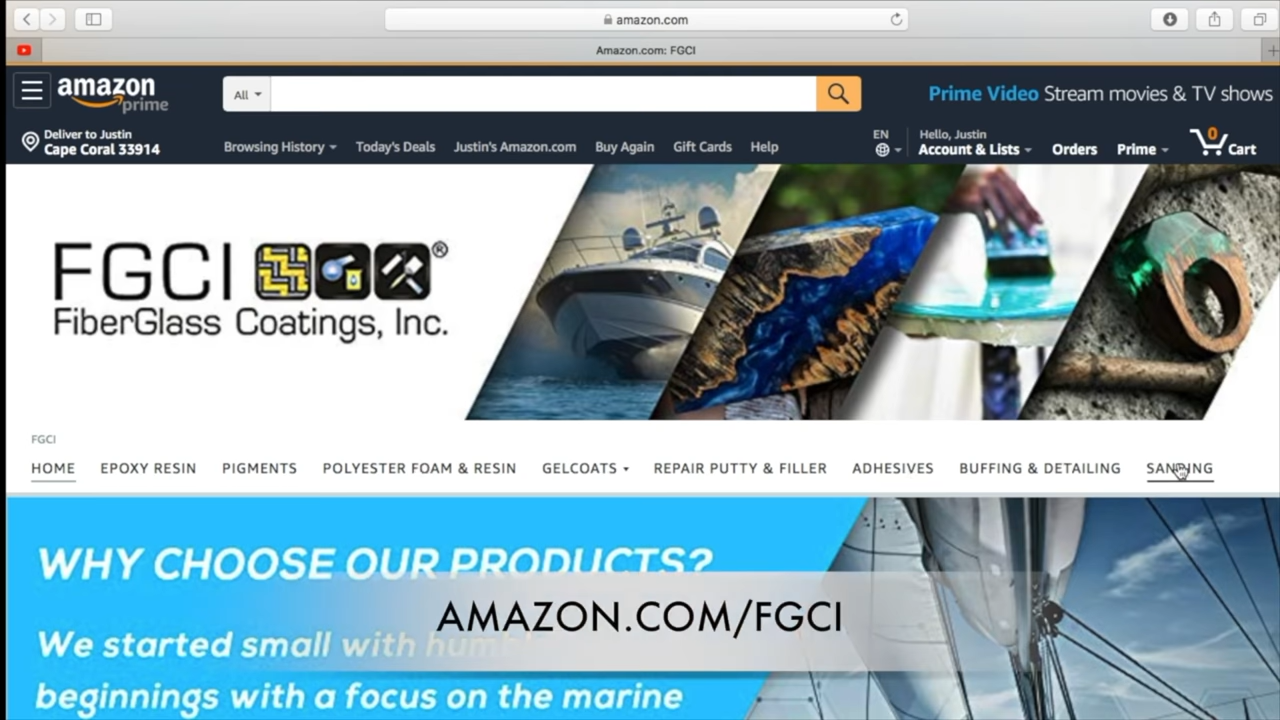 amazon.com
Amazon.com: FGCI
amazon prime
All
Prime Video Stream movies & TV shows
Deliver to Justin
Cape Coral 33914
Browsing History
Today's Deals
Justin's Amazon.com
Buy Again
Gift Cards
Help
EN
Hello, Justin
Account & Lists
Orders
Prime
0
Cart
FGCI ®
FiberGlass Coatings, Inc.
FGCI
HOME
EPOXY RESIN
PIGMENTS
POLYESTER FOAM & RESIN
GELCOATS
REPAIR PUTTY & FILLER
ADHESIVES
BUFFING & DETAILING
SANDING
WHY CHOOSE OUR PRODUCTS?
AMAZON.COM/FGCI
We started small with
beginnings with a focus on the marine